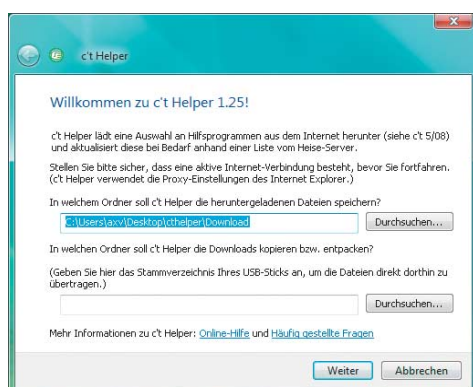 c't Helper
Willkommen zu c't Helper 1.25!
c't Helper lädt eine Auswahl an Hilfsprogrammen aus dem Internet herunter (siehe c't 5/08)
und aktualisiert diese bei Bedarf anhand einer Liste vom Heise-Server.
Stellen Sie bitte sicher, dass eine aktive Internet-Verbindung besteht, bevor Sie fortfahren.
(c't Helper verwendet die Proxy-Einstellungen des Internet Explorer.)
In welchem Ordner soll c't Helper die heruntergeladenen Dateien speichern?
C:\Users\axv\Desktop\cthelper\Download
Durchsuchen...
In welchen Ordner soll c't Helper die Downloads kopieren bzw. entpacken?
(Geben Sie hier das Stammverzeichnis Ihres USB-Sticks an, um die Dateien direkt dorthin zu
übertragen.)
Durchsuchen...
Mehr Informationen zu c't Helper: Online-Hilfe und Häufig gestellte Fragen
Weiter
Abbrechen